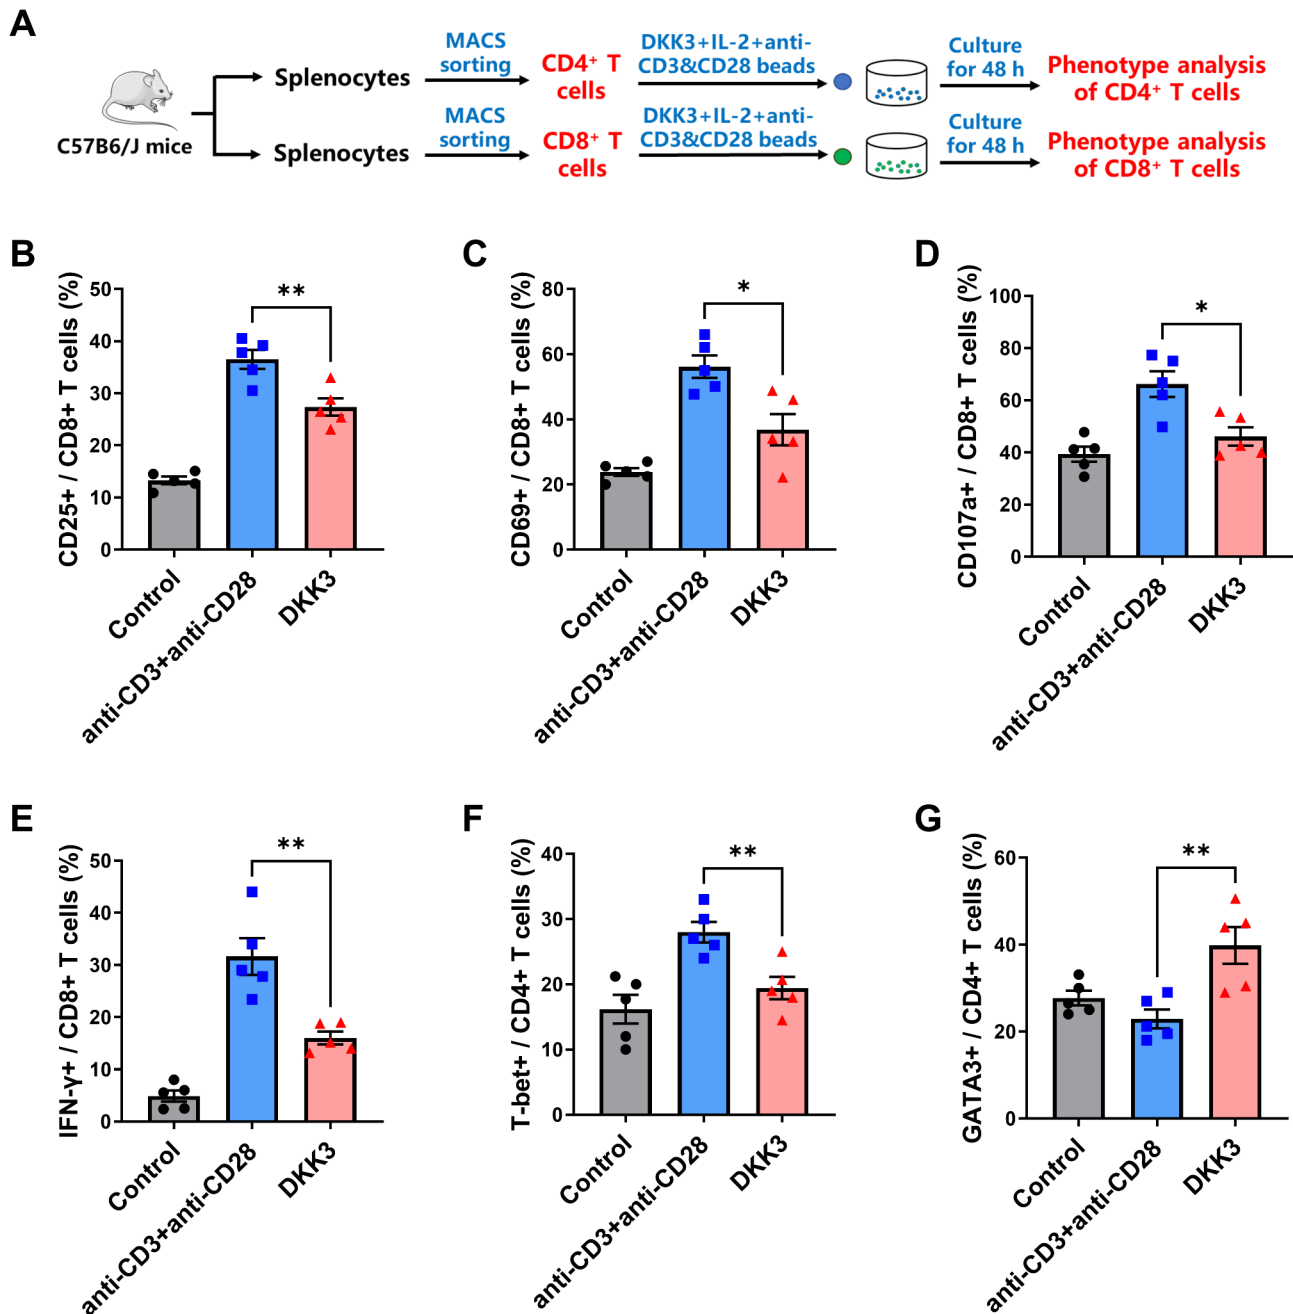 A
C57B6/J mice
Splenocytes
MACS
sorting
CD4⁺ T
cells
DKK3+IL-2+anti-
CD3&CD28 beads
Culture
for 48 h
Phenotype analysis
of CD4⁺ T cells
Splenocytes
MACS
sorting
CD8⁺ T
cells
DKK3+IL-2+anti-
CD3&CD28 beads
Culture
for 48 h
Phenotype analysis
of CD8⁺ T cells
B
CD25+ / CD8+ T cells (%)
50
40
30
20
10
0
**
Control
anti-CD3+anti-CD28
DKK3
C
CD69+ / CD8+ T cells (%)
80
60
40
20
0
*
Control
anti-CD3+anti-CD28
DKK3
D
CD107a+ / CD8+ T cells (%)
100
80
60
40
20
0
*
Control
anti-CD3+anti-CD28
DKK3
E
IFN-γ+ / CD8+ T cells (%)
50
40
30
20
10
0
**
Control
anti-CD3+anti-CD28
DKK3
F
T-bet+ / CD4+ T cells (%)
40
30
20
10
0
**
Control
anti-CD3+anti-CD28
DKK3
G
GATA3+ / CD4+ T cells (%)
60
40
20
0
**
Control
anti-CD3+anti-CD28
DKK3